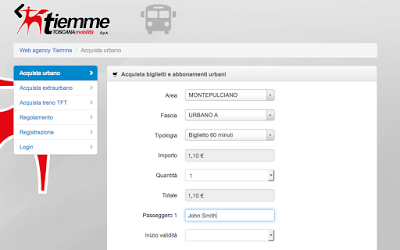 tiemme
TOSCANA mobilità S.p.A.
Web agency Tiemme / Acquista urbano
Acquista urbano
Acquista extraurbano
Acquista treno TFT
Regolamento
Registrazione
Login
Acquista biglietti e abbonamenti urbani
Area MONTEPULCIANO
Fascia URBANO A
Tipologia Biglietto 60 minuti
Importo 1,10 €
Quantità 1
Totale 1,10 €
Passeggero 1 John Smith
Inizio validità